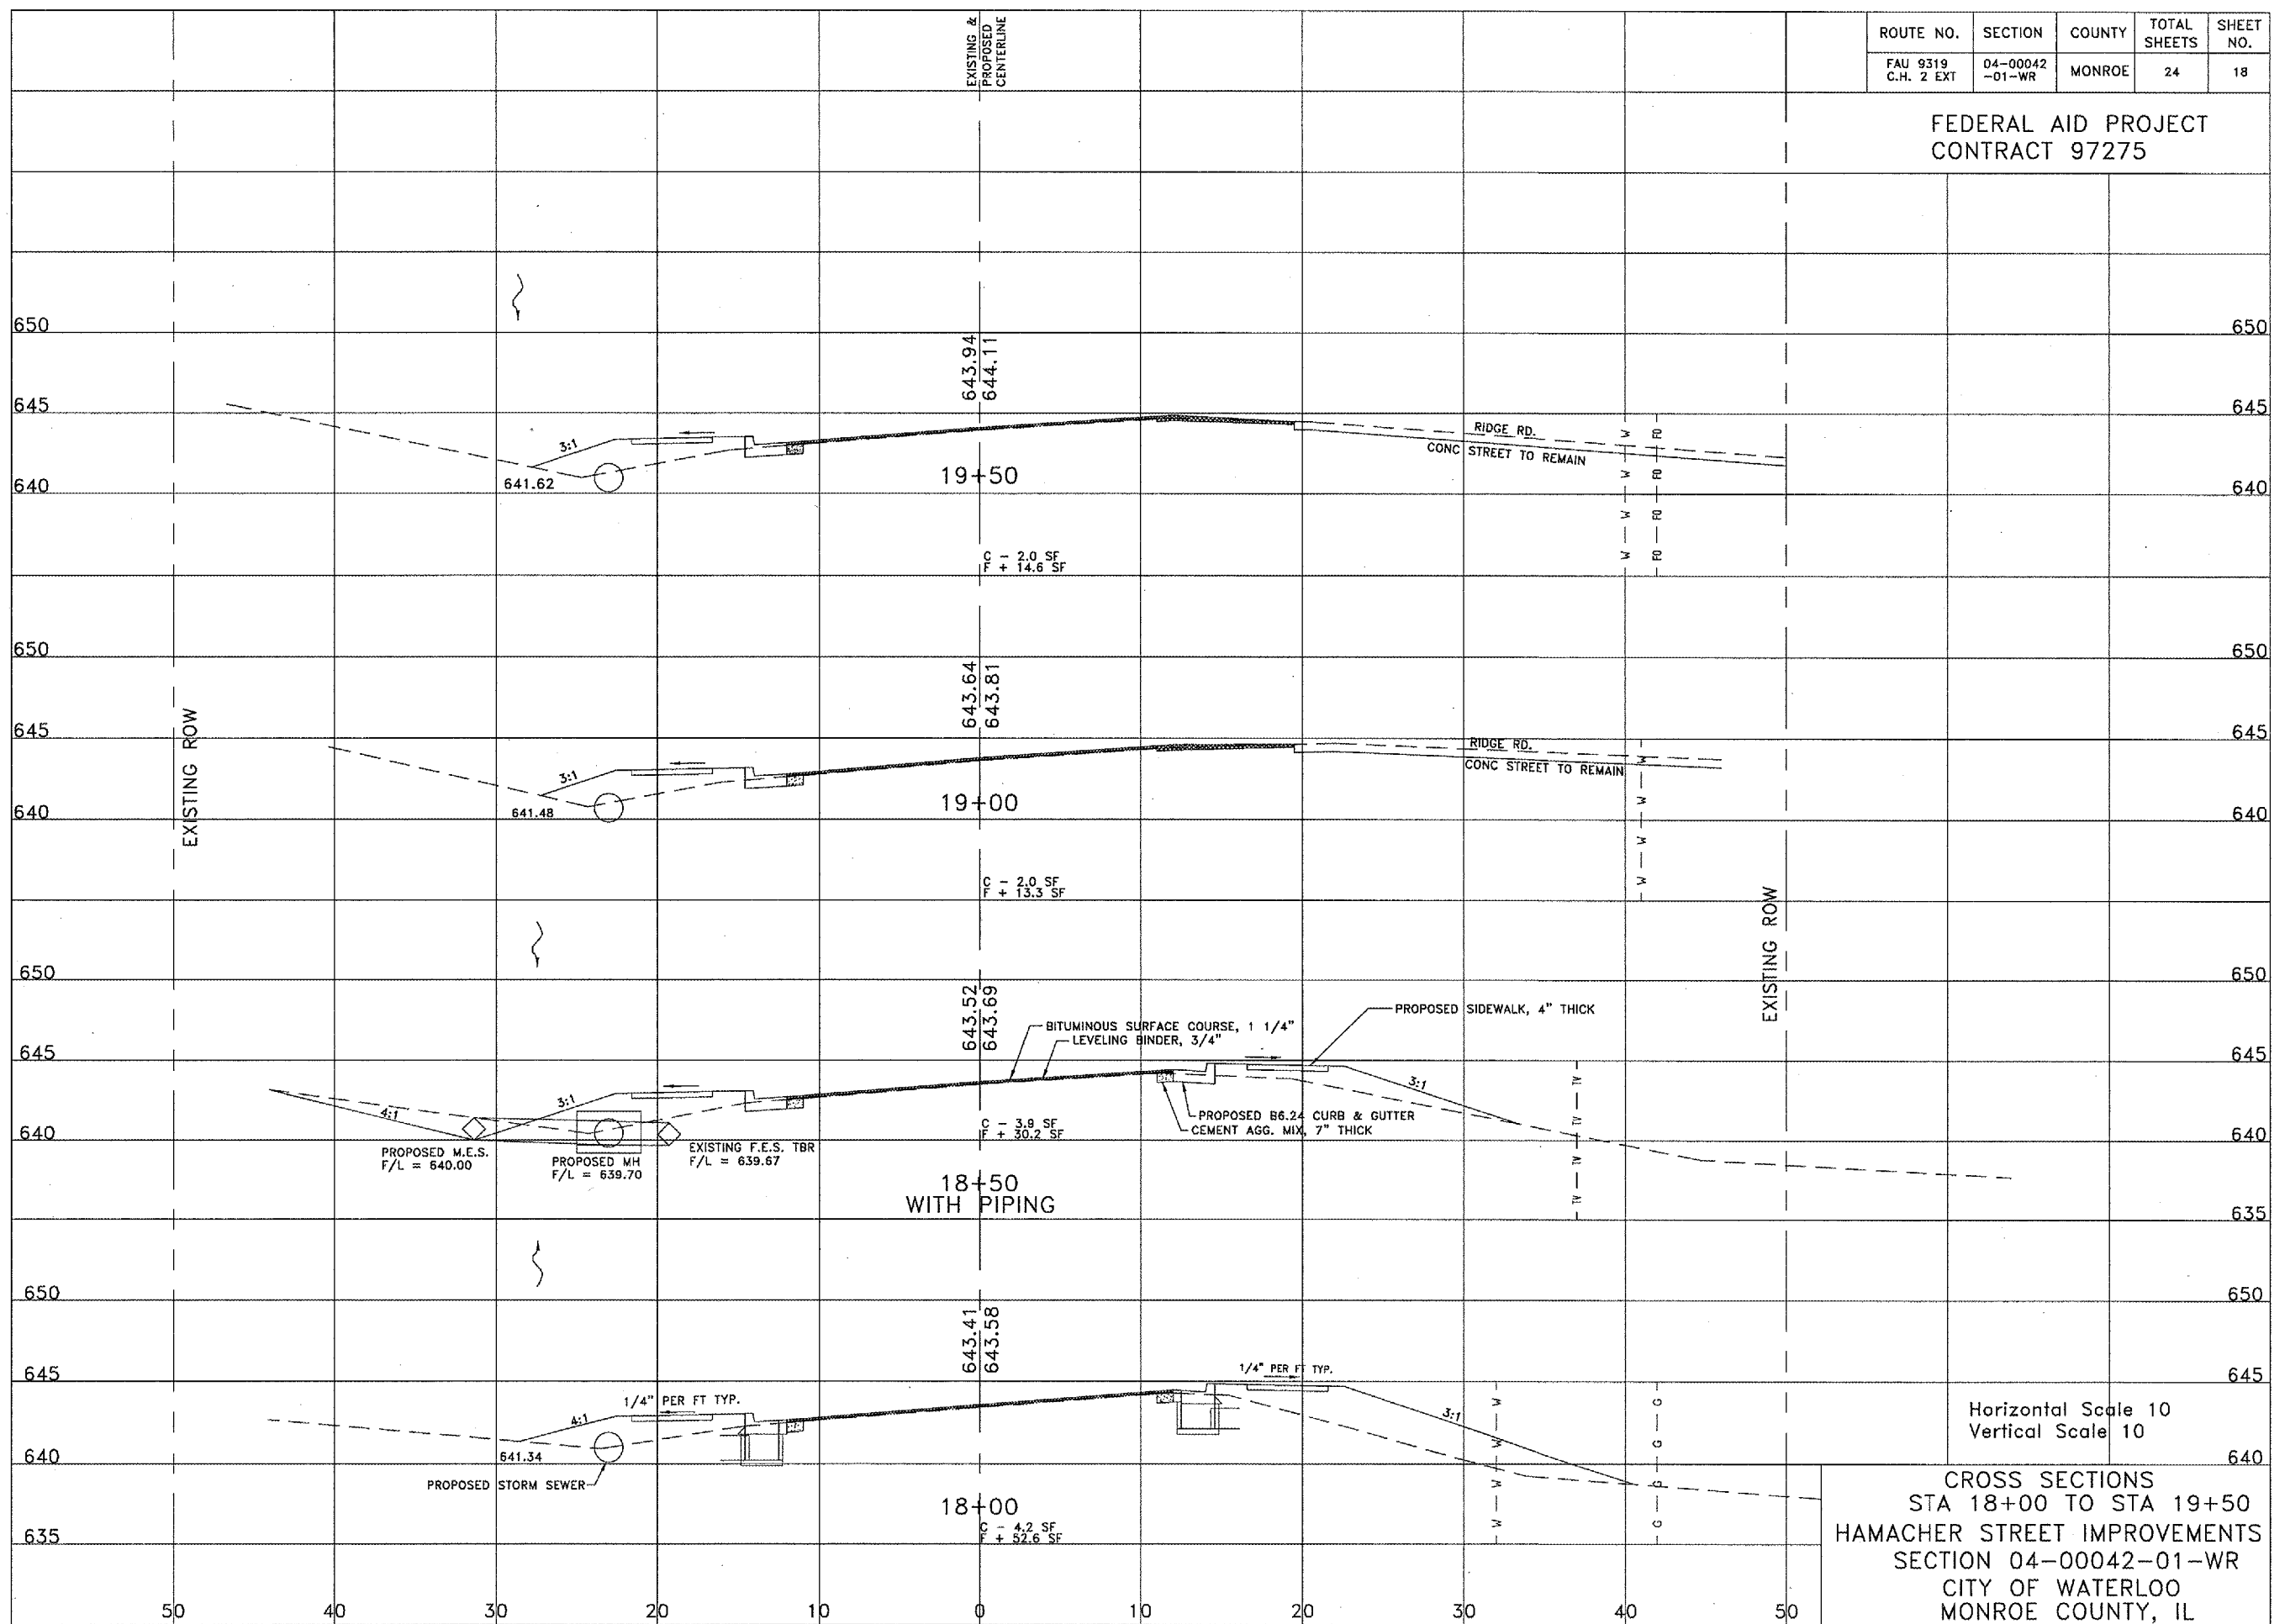 EXISTING &
PROPOSED
CENTERLINE
ROUTE NO. SECTION COUNTY TOTAL SHEETS SHEET NO.
FAU 9319 C.H. 2 EXT 04-00042 -01-WR MONROE 24 18
FEDERAL AID PROJECT
CONTRACT 97275
650 650
643.94
644.11
645 645
3:1
RIDGE RD.
CONC STREET TO REMAIN
W W W W
FO FO FO FO
640 641.62 19+50 640
C - 2.0 SF
F + 14.6 SF
650 650
643.64
643.81
EXISTING ROW
645 645
3:1
RIDGE RD.
CONC STREET TO REMAIN
W W W W
640 641.48 19+00 640
C - 2.0 SF
F + 13.3 SF
EXISTING ROW
650 650
643.52
643.69
BITUMINOUS SURFACE COURSE, 1 1/4"
LEVELING BINDER, 3/4"
PROPOSED SIDEWALK, 4" THICK
645 645
4:1 3:1 3:1
PROPOSED B6.24 CURB & GUTTER
CEMENT AGG. MIX, 7" THICK
640 640
C - 3.9 SF
F + 30.2 SF
PROPOSED M.E.S.
F/L = 640.00
PROPOSED MH
F/L = 639.70
EXISTING F.E.S. TBR
F/L = 639.67
18+50
WITH PIPING
635
650 650
643.41
643.58
645 645
1/4" PER FT TYP.
1/4" PER FT TYP.
4:1 3:1
W W W W
G G G G
640 641.34 640
PROPOSED STORM SEWER
18+00
C - 4.2 SF
F + 52.6 SF
635
Horizontal Scale 10
Vertical Scale 10
CROSS SECTIONS
STA 18+00 TO STA 19+50
HAMACHER STREET IMPROVEMENTS
SECTION 04-00042-01-WR
CITY OF WATERLOO
MONROE COUNTY, IL
50 40 30 20 10 0 10 20 30 40 50